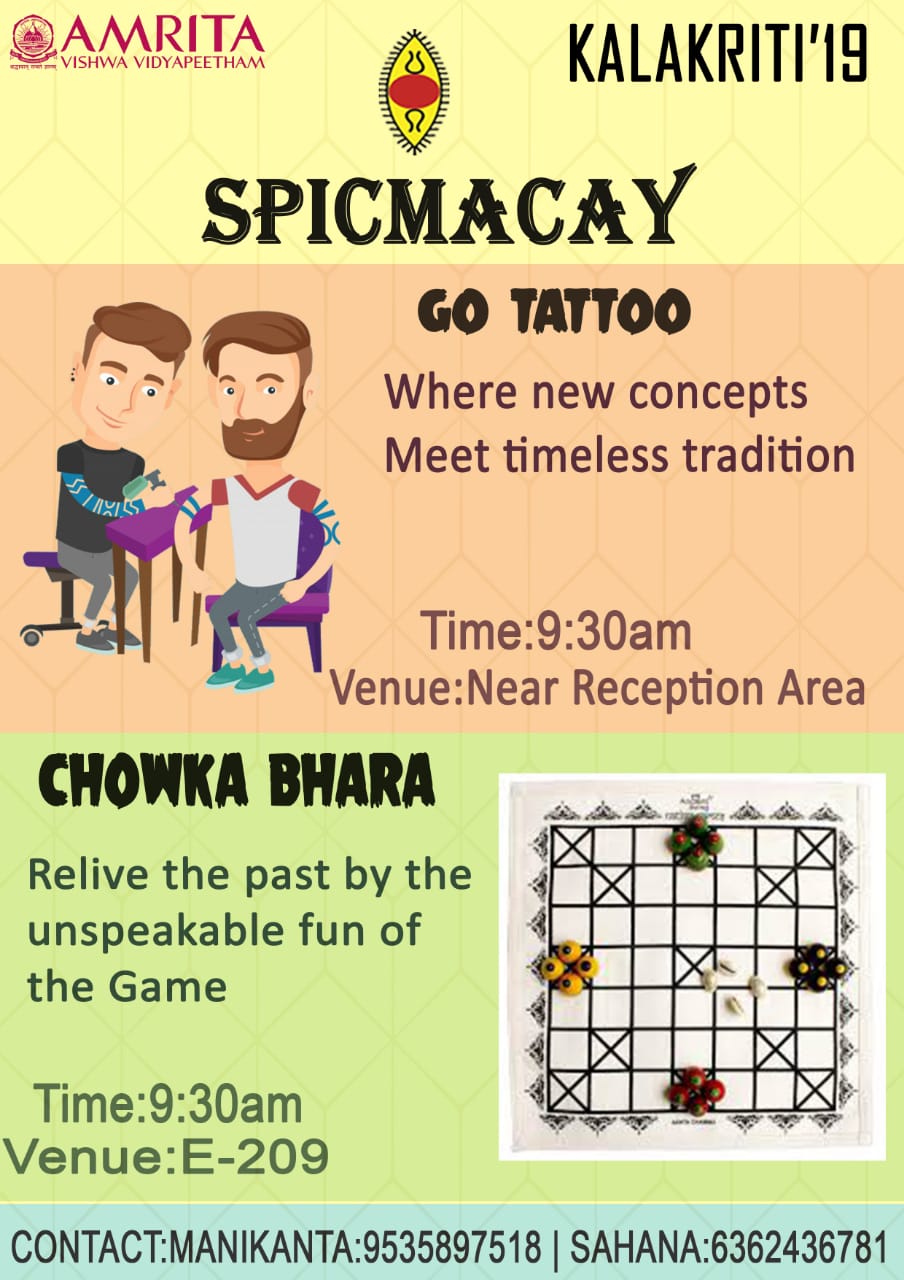 AMRITA
VISHWA VIDYAPEETHAM
KALAKRITI'19
SPICMACAY
GO TATTOO
Where new concepts
Meet timeless tradition
Time:9:30am
Venue:Near Reception Area
CHOWKA BHARA
Relive the past by the
unspeakable fun of
the Game
Time:9:30am
Venue:E-209
CONTACT:MANIKANTA:9535897518 | SAHANA:6362436781